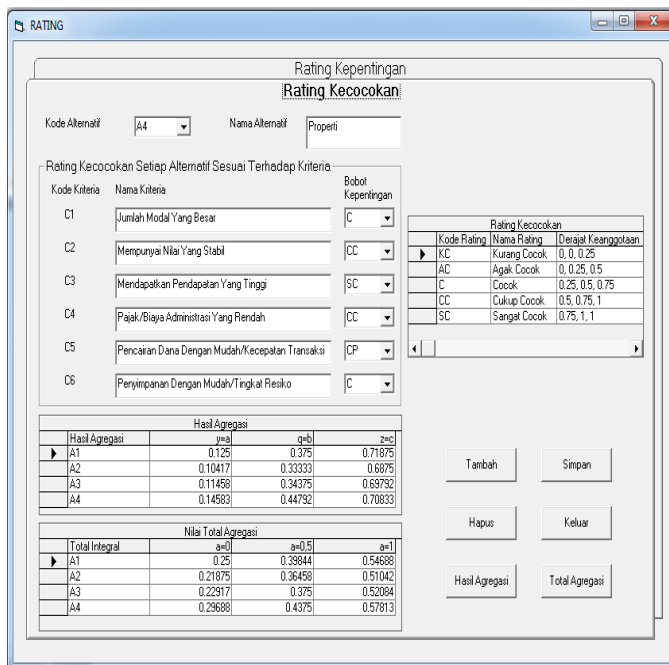 RATING
Rating Kepentingan
Rating Kecocokan
Kode Alternatif A4 Nama Alternatif Properti
Rating Kecocokan Setiap Alternatif Sesuai Terhadap Kriteria
Kode Kriteria Nama Kriteria Bobot Kepentingan
C1 Jumlah Modal Yang Besar C
C2 Mempunyai Nilai Yang Stabil CC
C3 Mendapatkan Pendapatan Yang Tinggi SC
C4 Pajak/Biaya Administrasi Yang Rendah CC
C5 Pencairan Dana Dengan Mudah/Kecepatan Transaksi CP
C6 Penyimpanan Dengan Mudah/Tingkat Resiko C
Rating Kecocokan
Kode Rating Nama Rating Derajat Keanggotaan
KC Kurang Cocok 0, 0, 0.25
AC Agak Cocok 0, 0.25, 0.5
C Cocok 0.25, 0.5, 0.75
CC Cukup Cocok 0.5, 0.75, 1
SC Sangat Cocok 0.75, 1, 1
Hasil Agregasi
Hasil Agregasi y=a q=b z=c
A1 0.125 0.375 0.71875
A2 0.10417 0.33333 0.6875
A3 0.11458 0.34375 0.69792
A4 0.14583 0.44792 0.70833
Nilai Total Agregasi
Total Integral a=0 a=0,5 a=1
A1 0.25 0.39844 0.54688
A2 0.21875 0.36458 0.51042
A3 0.22917 0.375 0.52084
A4 0.29688 0.4375 0.57813
Tambah Simpan
Hapus Keluar
Hasil Agregasi Total Agregasi